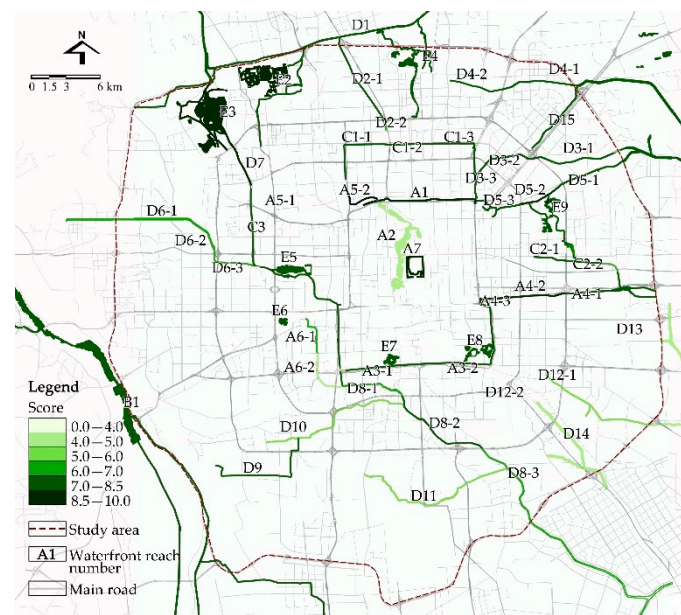 D1
N
E4
D2-1
D4-2
D4-1
0 1.5 3 6 km
E2
E3
D2-2
D15
C1-1
C1-3
C1-2
D3-1
D7
D3-2
D3-3
D5-1
A5-1
A5-2
A1
D5-2
D5-3
E9
D6-1
C3
A2
D6-2
A7
C2-1
D6-3
E5
C2-2
A4-2
A4-3
A4-1
E6
D13
A6-1
E7
E8
A6-2
A3-1
A3-2
D12-1
Legend
D8-1
D12-2
Score
B1
0.0—4.0
4.0—5.0
5.0—6.0
6.0—7.0
7.0—8.5
8.5—10.0
D10
D8-2
D14
D9
D8-3
D11
Study area
A1 Waterfront reach
number
Main road